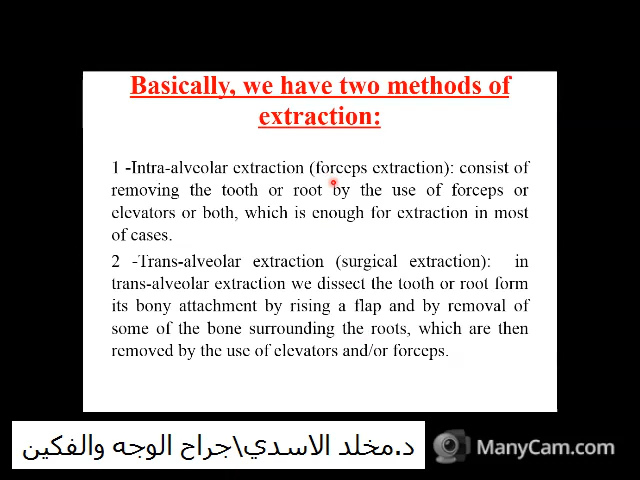 Basically, we have two methods of
extraction:
1 -Intra-alveolar extraction (forceps extraction): consist of
removing the tooth or root by the use of forceps or
elevators or both, which is enough for extraction in most
of cases.
2 -Trans-alveolar extraction (surgical extraction): in
trans-alveolar extraction we dissect the tooth or root form
its bony attachment by rising a flap and by removal of
some of the bone surrounding the roots, which are then
removed by the use of elevators and/or forceps.
د.مخلد الاسدي\جراح الوجه والفكين
ManyCam.com